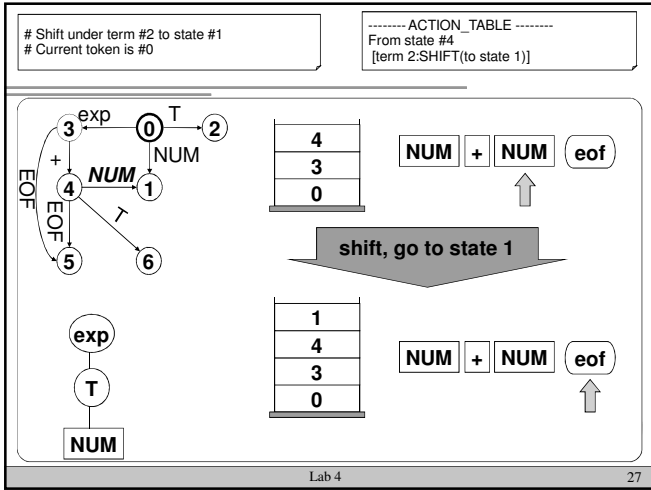 # Shift under term #2 to state #1
# Current token is #0
-------- ACTION_TABLE --------
From state #4
[term 2:SHIFT(to state 1)]
3 exp 0 T 2
+ NUM
EOF 4 NUM 1
EOF T
5 6
4
3
0
NUM + NUM eof
shift, go to state 1
exp
T
NUM
1
4
3
0
NUM + NUM eof
Lab 4 27